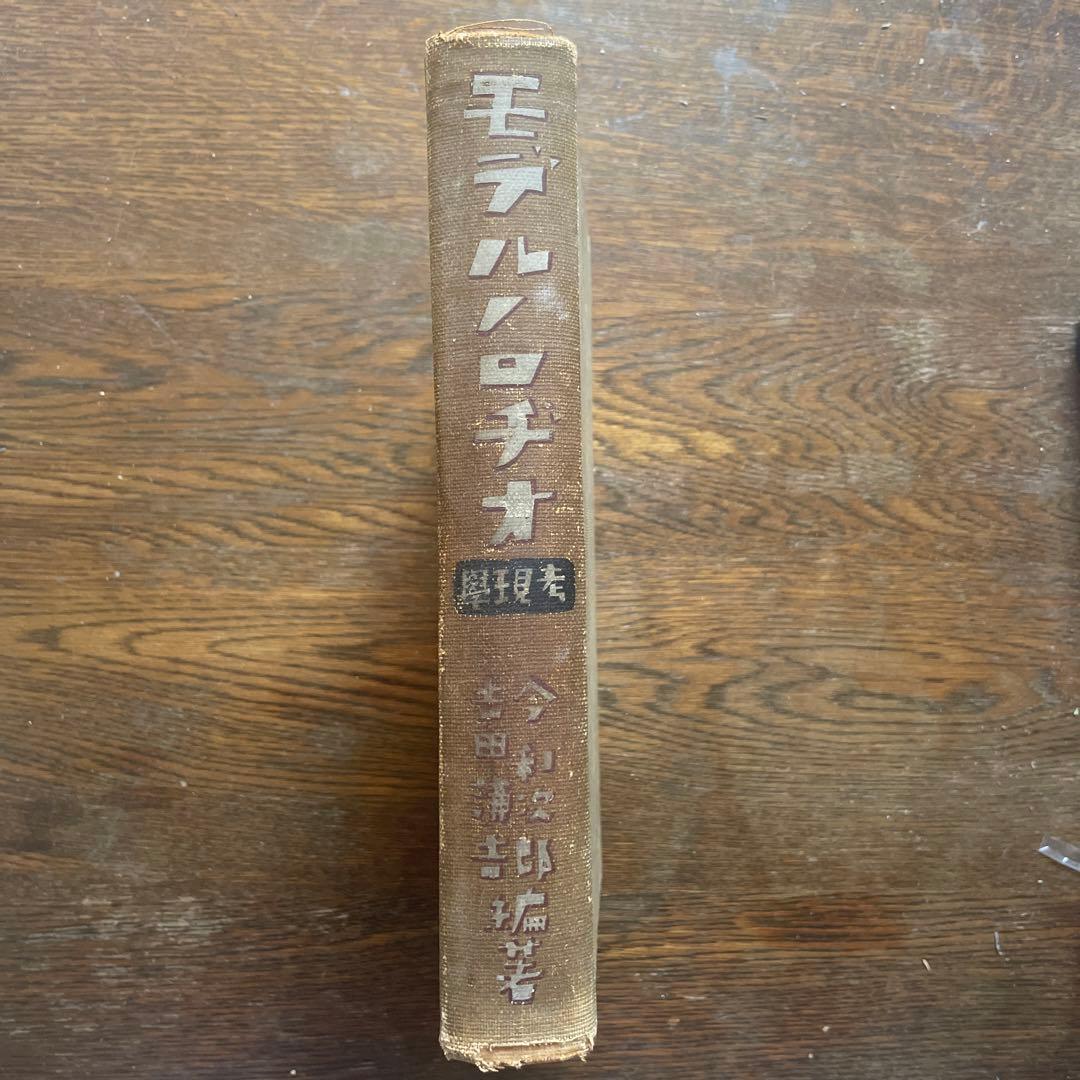 モデルノロヂオ
學現考
今和次郎
吉田謙吉
編著